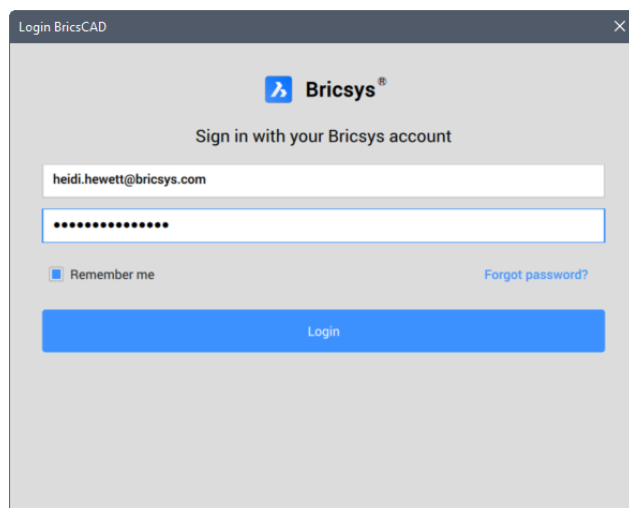 Login BricsCAD
Bricsys®
Sign in with your Bricsys account
heidi.hewett@bricsys.com
•••••••••••••••
Remember me Forgot password?
Login